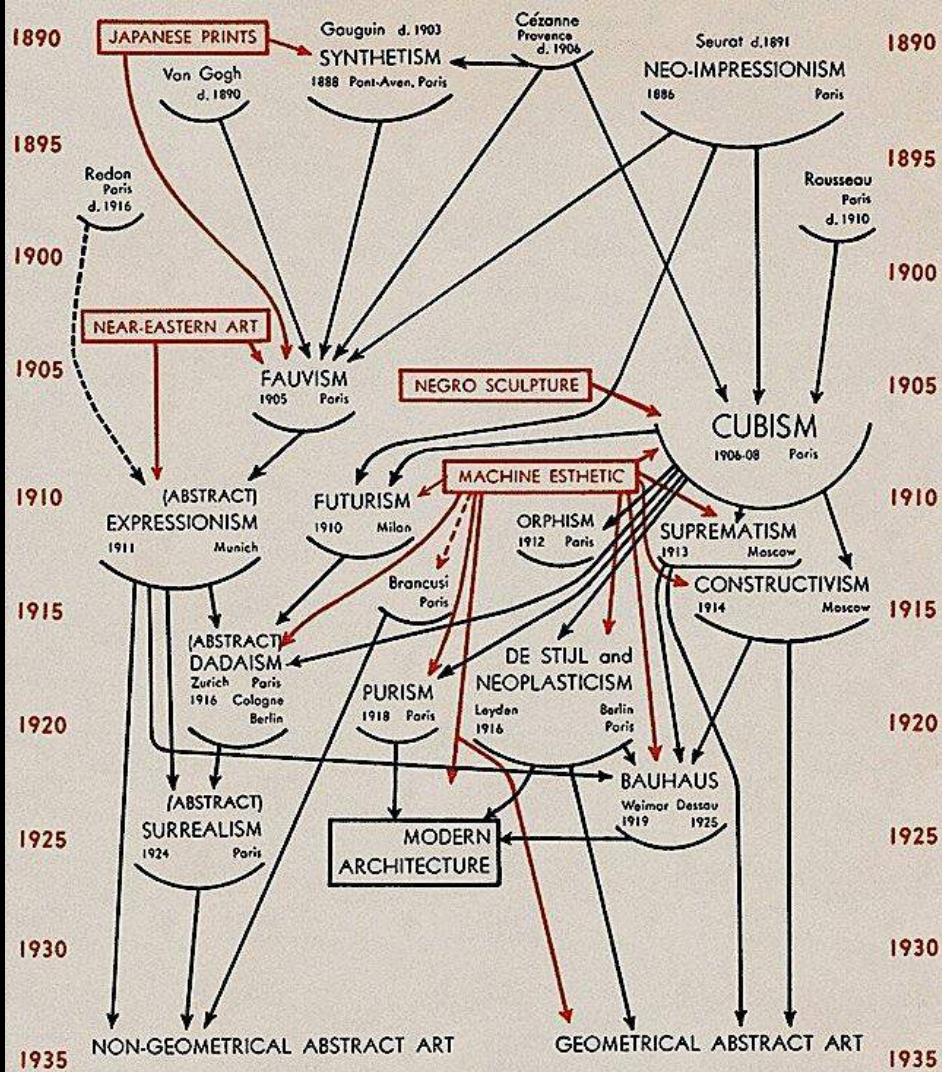 1890
JAPANESE PRINTS
Van Gogh
d. 1890
Gauguin d. 1903
SYNTHETISM
1888 Pont-Aven, Paris
Cézanne
Provence
d. 1906
Seurat d.1891
NEO-IMPRESSIONISM
1886 Paris
1890
1895
1895
Redon
Paris
d. 1916
Rousseau
Paris
d. 1910
1900
1900
NEAR-EASTERN ART
1905
FAUVISM
1905 Paris
NEGRO SCULPTURE
1905
CUBISM
1906-08 Paris
1910
(ABSTRACT)
EXPRESSIONISM
1911 Munich
FUTURISM
1910 Milan
MACHINE ESTHETIC
ORPHISM
1912 Paris
SUPREMATISM
1913 Moscow
1910
Brancusi
Paris
CONSTRUCTIVISM
1914 Moscow
1915
1915
(ABSTRACT)
DADAISM
Zurich Paris
1916 Cologne
Berlin
PURISM
1918 Paris
DE STIJL and
NEOPLASTICISM
Leyden Berlin
1916 Paris
1920
1920
(ABSTRACT)
SURREALISM
1924 Paris
MODERN
ARCHITECTURE
BAUHAUS
Weimar Dessau
1919 1925
1925
1925
1930
1930
NON-GEOMETRICAL ABSTRACT ART
GEOMETRICAL ABSTRACT ART
1935
1935